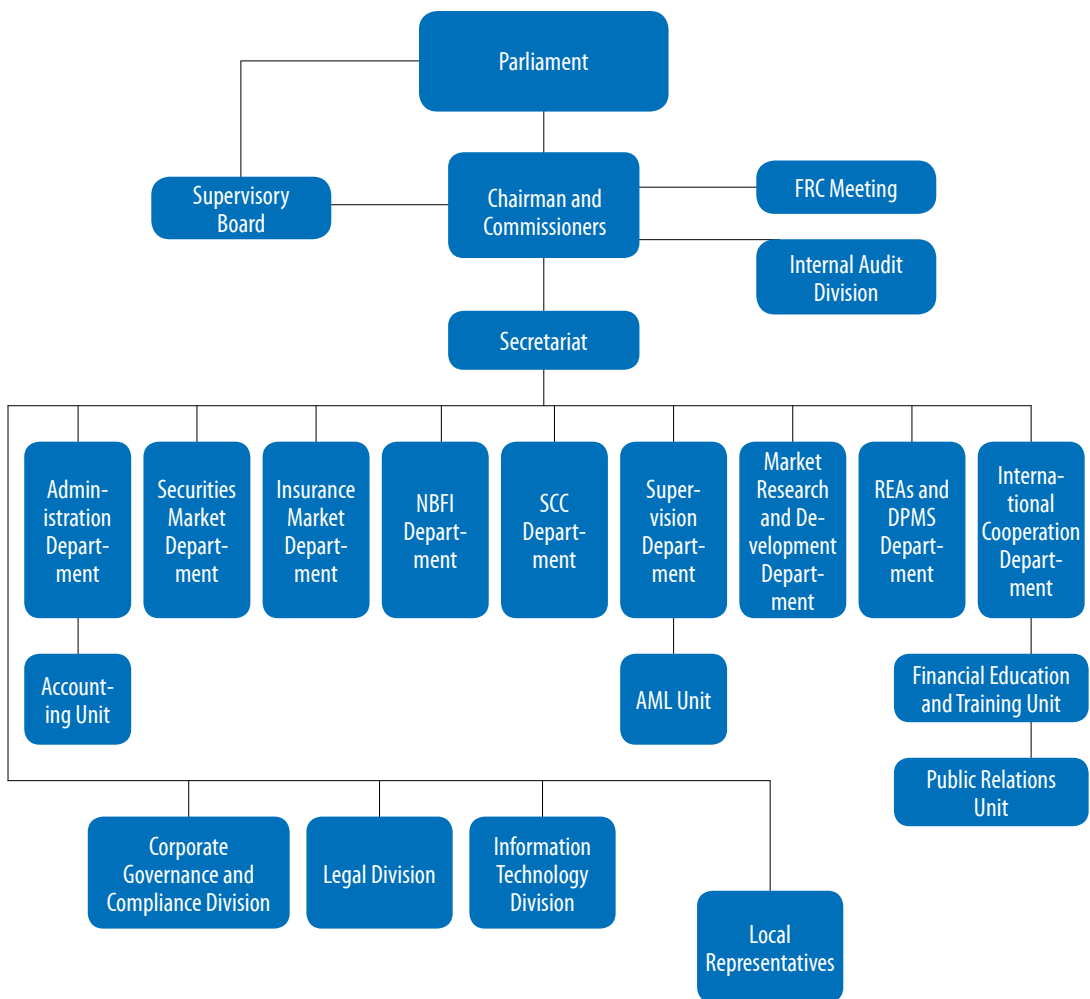 Parliament
Supervisory
Board
Chairman and
Commissioners
FRC Meeting
Internal Audit
Division
Secretariat
Admin-
istration
Depart-
ment
Securities
Market
Depart-
ment
Insurance
Market
Depart-
ment
NBFI
Depart-
ment
SCC
Depart-
ment
Super-
vision
Depart-
ment
Market
Research
and De-
velopment
Depart-
ment
REAs and
DPMS
Depart-
ment
Interna-
tional
Cooperation
Depart-
ment
Account-
ing Unit
AML Unit
Financial Education
and Training Unit
Public Relations
Unit
Corporate
Governance and
Compliance Division
Legal Division
Information
Technology
Division
Local
Representatives